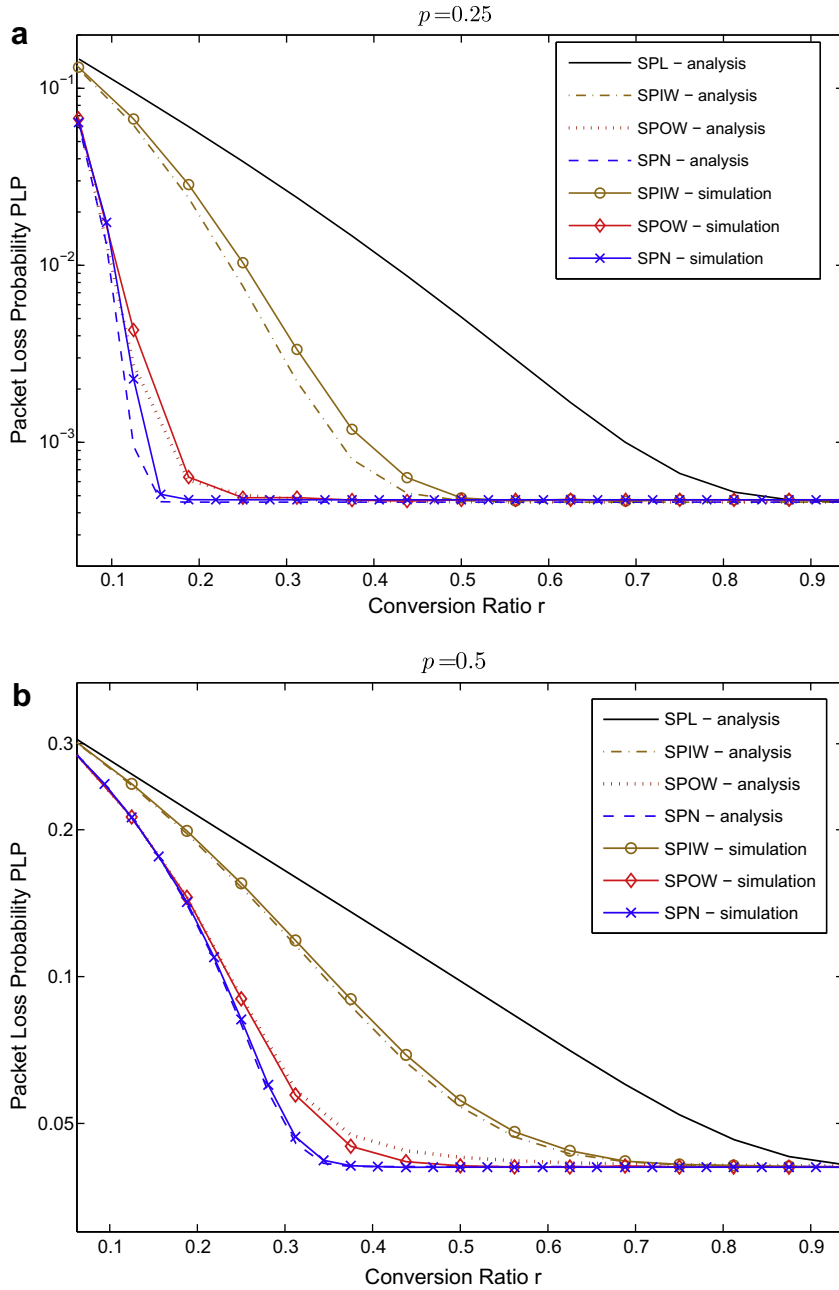 a
p=0.25
SPL − analysis
SPIW − analysis
SPOW − analysis
SPN − analysis
SPIW − simulation
SPOW − simulation
SPN − simulation
10⁻¹
10⁻²
10⁻³
Packet Loss Probability PLP
0.1 0.2 0.3 0.4 0.5 0.6 0.7 0.8 0.9
Conversion Ratio r
b
p=0.5
SPL − analysis
SPIW − analysis
SPOW − analysis
SPN − analysis
SPIW − simulation
SPOW − simulation
SPN − simulation
0.3
0.2
0.1
0.05
Packet Loss Probability PLP
0.1 0.2 0.3 0.4 0.5 0.6 0.7 0.8 0.9
Conversion Ratio r